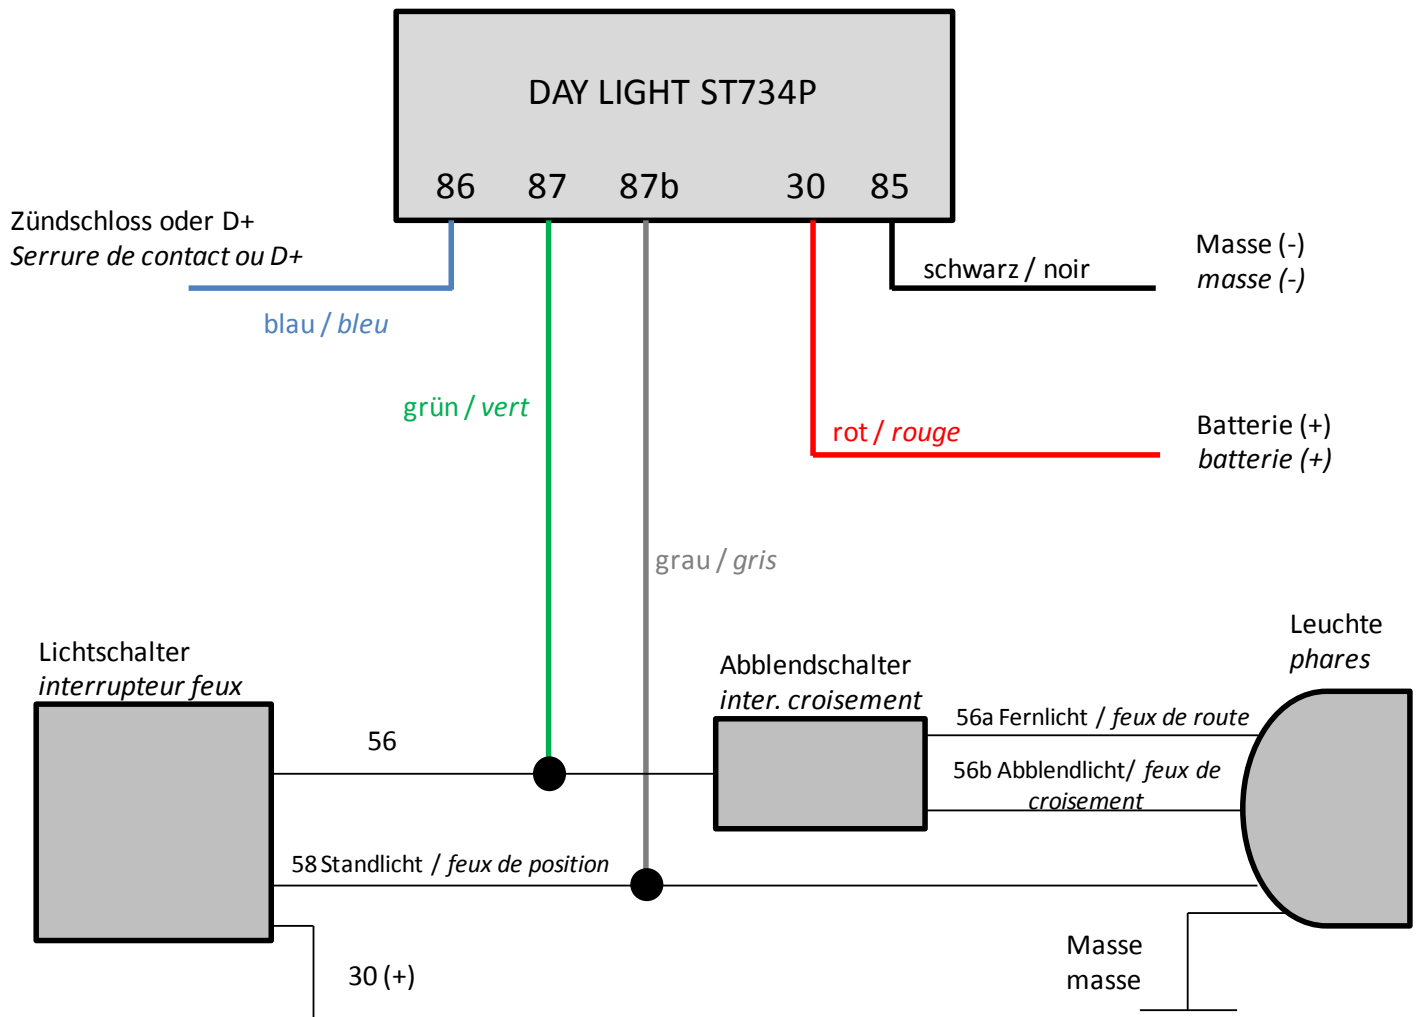 DAY LIGHT ST734P
86 87 87b 30 85
Zündschloss oder D+
Serrure de contact ou D+
blau / bleu
schwarz / noir
Masse (-)
masse (-)
grün / vert
rot / rouge
Batterie (+)
batterie (+)
grau / gris
Lichtschalter
interrupteur feux
Abblendschalter
inter. croisement
Leuchte
phares
56
56a Fernlicht / feux de route
56b Abblendlicht/ feux de
croisement
58 Standlicht / feux de position
30 (+)
Masse
masse